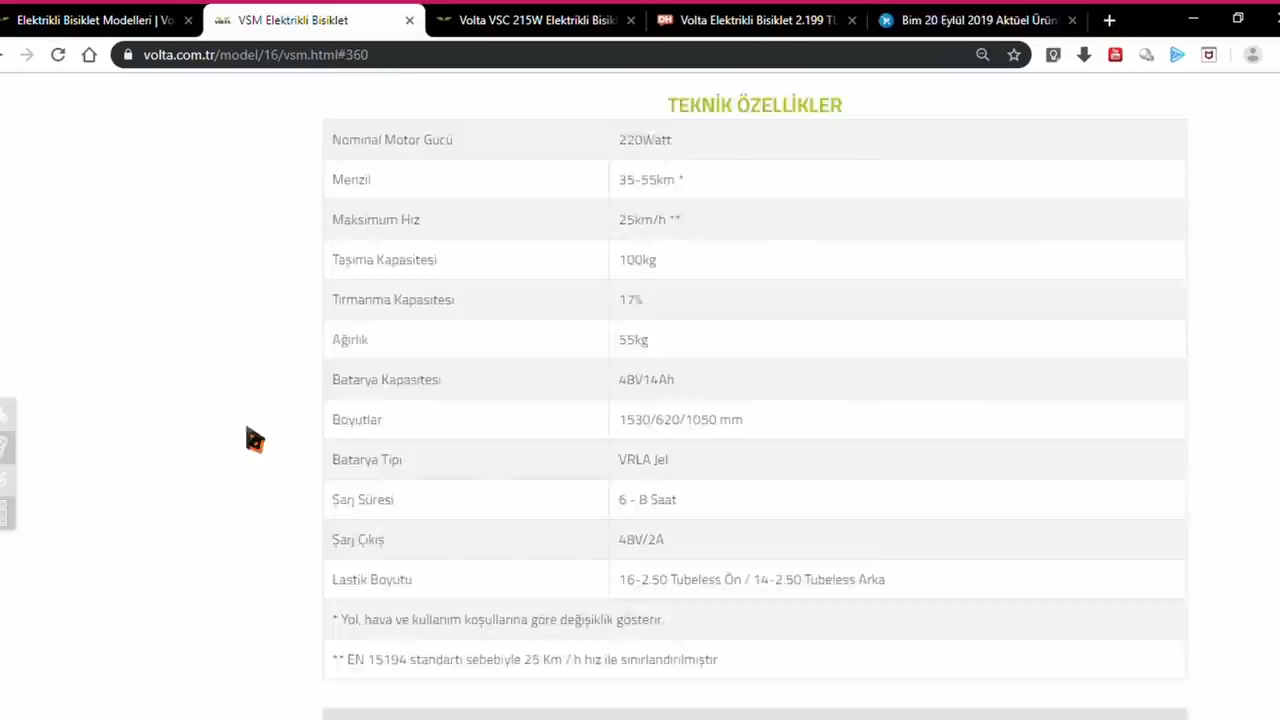 Elektrikli Bisiklet Modelleri | Vo
VSM Elektrikli Bisiklet
Volta VSC 215W Elektrikli Bisik
DH
Volta Elektrikli Bisiklet 2.199 TL
Bim 20 Eylül 2019 Aktüel Ürün
volta.com.tr/model/16/vsm.html#360
TEKNİK ÖZELLİKLER
Nominal Motor Gücü 220Watt
Menzil 35-55km *
Maksimum Hız 25km/h **
Taşıma Kapasitesi 100kg
Tırmanma Kapasitesi 17%
Ağırlık 55kg
Batarya Kapasitesi 48V14Ah
Boyutlar 1530/620/1050 mm
Batarya Tipi VRLA Jel
Şarj Süresi 6 - 8 Saat
Şarj Çıkış 48V/2A
Lastik Boyutu 16-2.50 Tubeless Ön / 14-2.50 Tubeless Arka
* Yol, hava ve kullanım koşullarına göre değişiklik gösterir.
** EN 15194 standartı sebebiyle 25 Km / h hız ile sınırlandırılmıştır